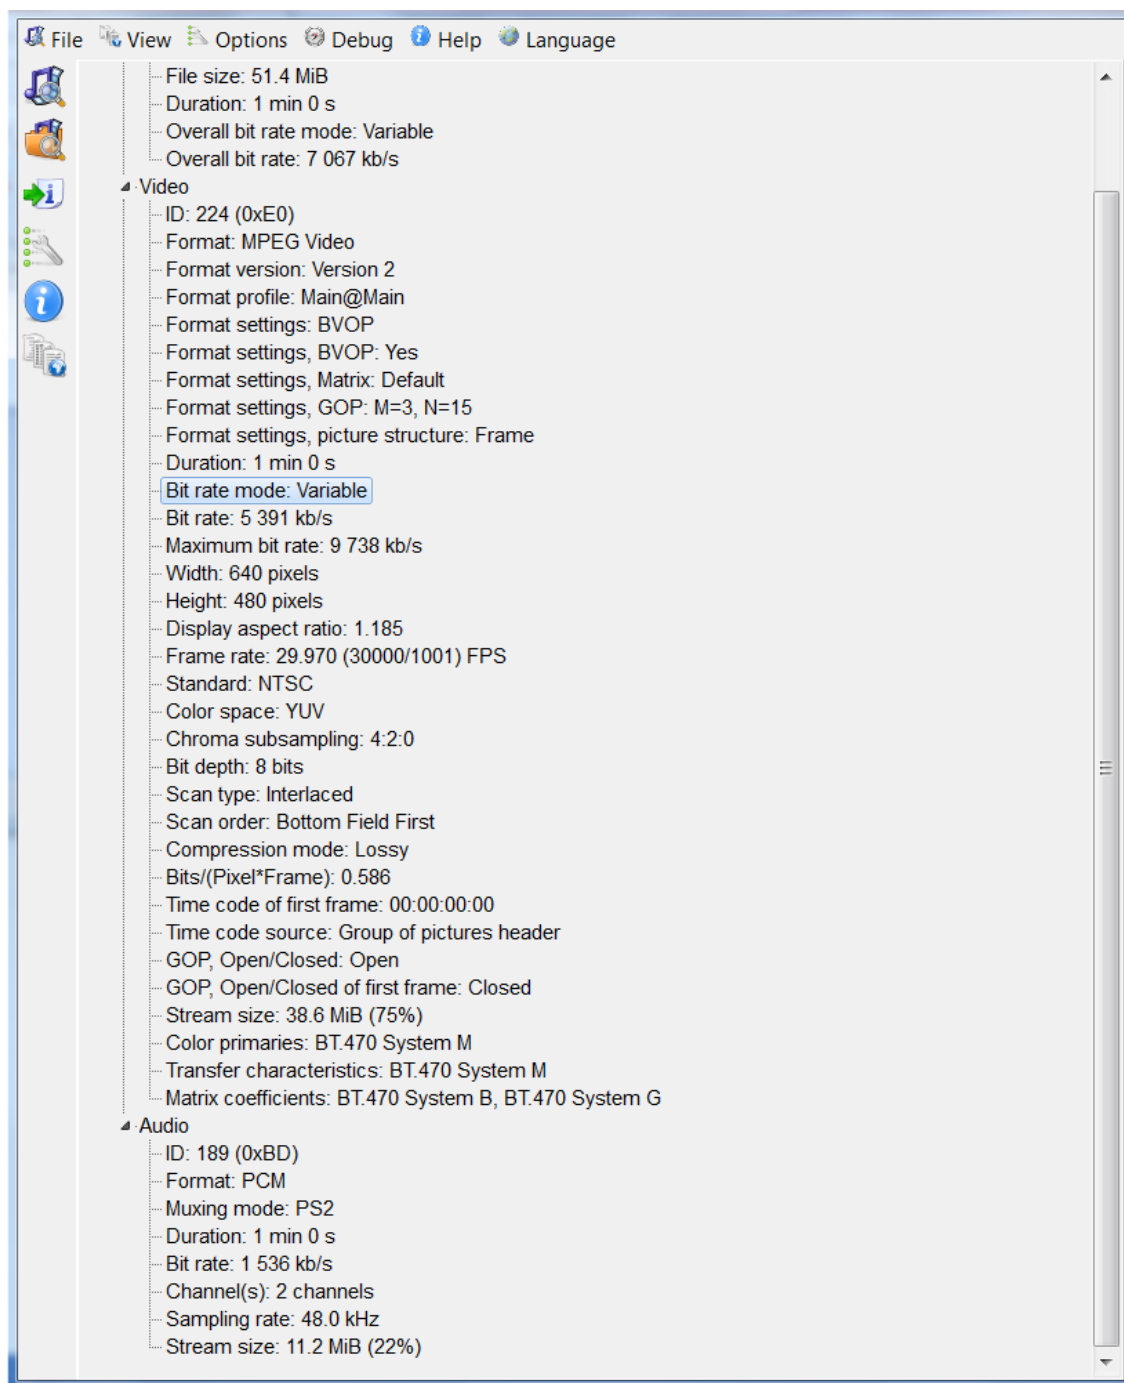 File View Options Debug Help Language
File size: 51.4 MiB
Duration: 1 min 0 s
Overall bit rate mode: Variable
Overall bit rate: 7 067 kb/s
Video
ID: 224 (0xE0)
Format: MPEG Video
Format version: Version 2
Format profile: Main@Main
Format settings: BVOP
Format settings, BVOP: Yes
Format settings, Matrix: Default
Format settings, GOP: M=3, N=15
Format settings, picture structure: Frame
Duration: 1 min 0 s
Bit rate mode: Variable
Bit rate: 5 391 kb/s
Maximum bit rate: 9 738 kb/s
Width: 640 pixels
Height: 480 pixels
Display aspect ratio: 1.185
Frame rate: 29.970 (30000/1001) FPS
Standard: NTSC
Color space: YUV
Chroma subsampling: 4:2:0
Bit depth: 8 bits
Scan type: Interlaced
Scan order: Bottom Field First
Compression mode: Lossy
Bits/(Pixel*Frame): 0.586
Time code of first frame: 00:00:00:00
Time code source: Group of pictures header
GOP, Open/Closed: Open
GOP, Open/Closed of first frame: Closed
Stream size: 38.6 MiB (75%)
Color primaries: BT.470 System M
Transfer characteristics: BT.470 System M
Matrix coefficients: BT.470 System B, BT.470 System G
Audio
ID: 189 (0xBD)
Format: PCM
Muxing mode: PS2
Duration: 1 min 0 s
Bit rate: 1 536 kb/s
Channel(s): 2 channels
Sampling rate: 48.0 kHz
Stream size: 11.2 MiB (22%)